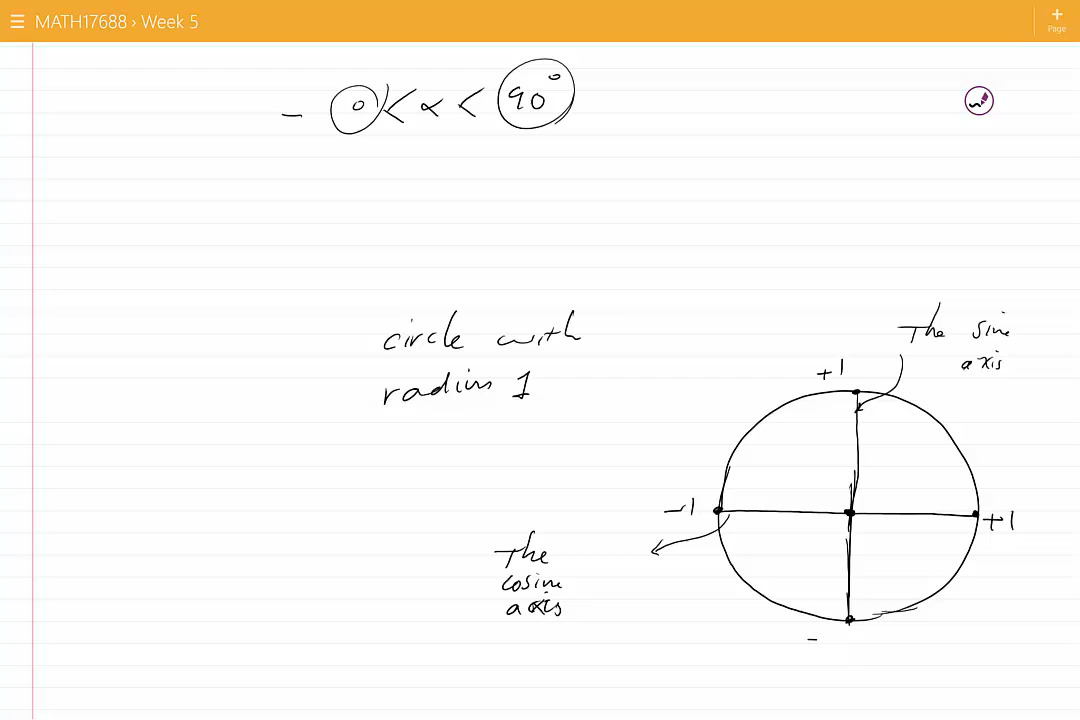 MATH17688 › Week 5
+
Page
- 0 < α < 90°
circle with
radius 1
The sine
axis
+1
-1
+1
The
cosine
axis
-